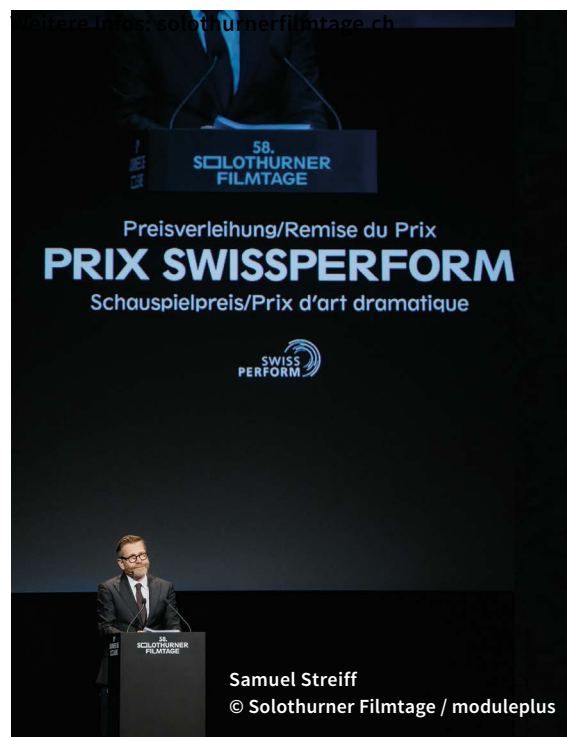 Weitere Infos: solothurnerfilmtage.ch
58.
SOLOTHURNER
FILMTAGE
Preisverleihung/Remise du Prix
PRIX SWISSPERFORM
Schauspielpreis/Prix d'art dramatique
SWISS
PERFORM
58.
SOLOTHURNER
FILMTAGE
Samuel Streiff
© Solothurner Filmtage / moduleplus